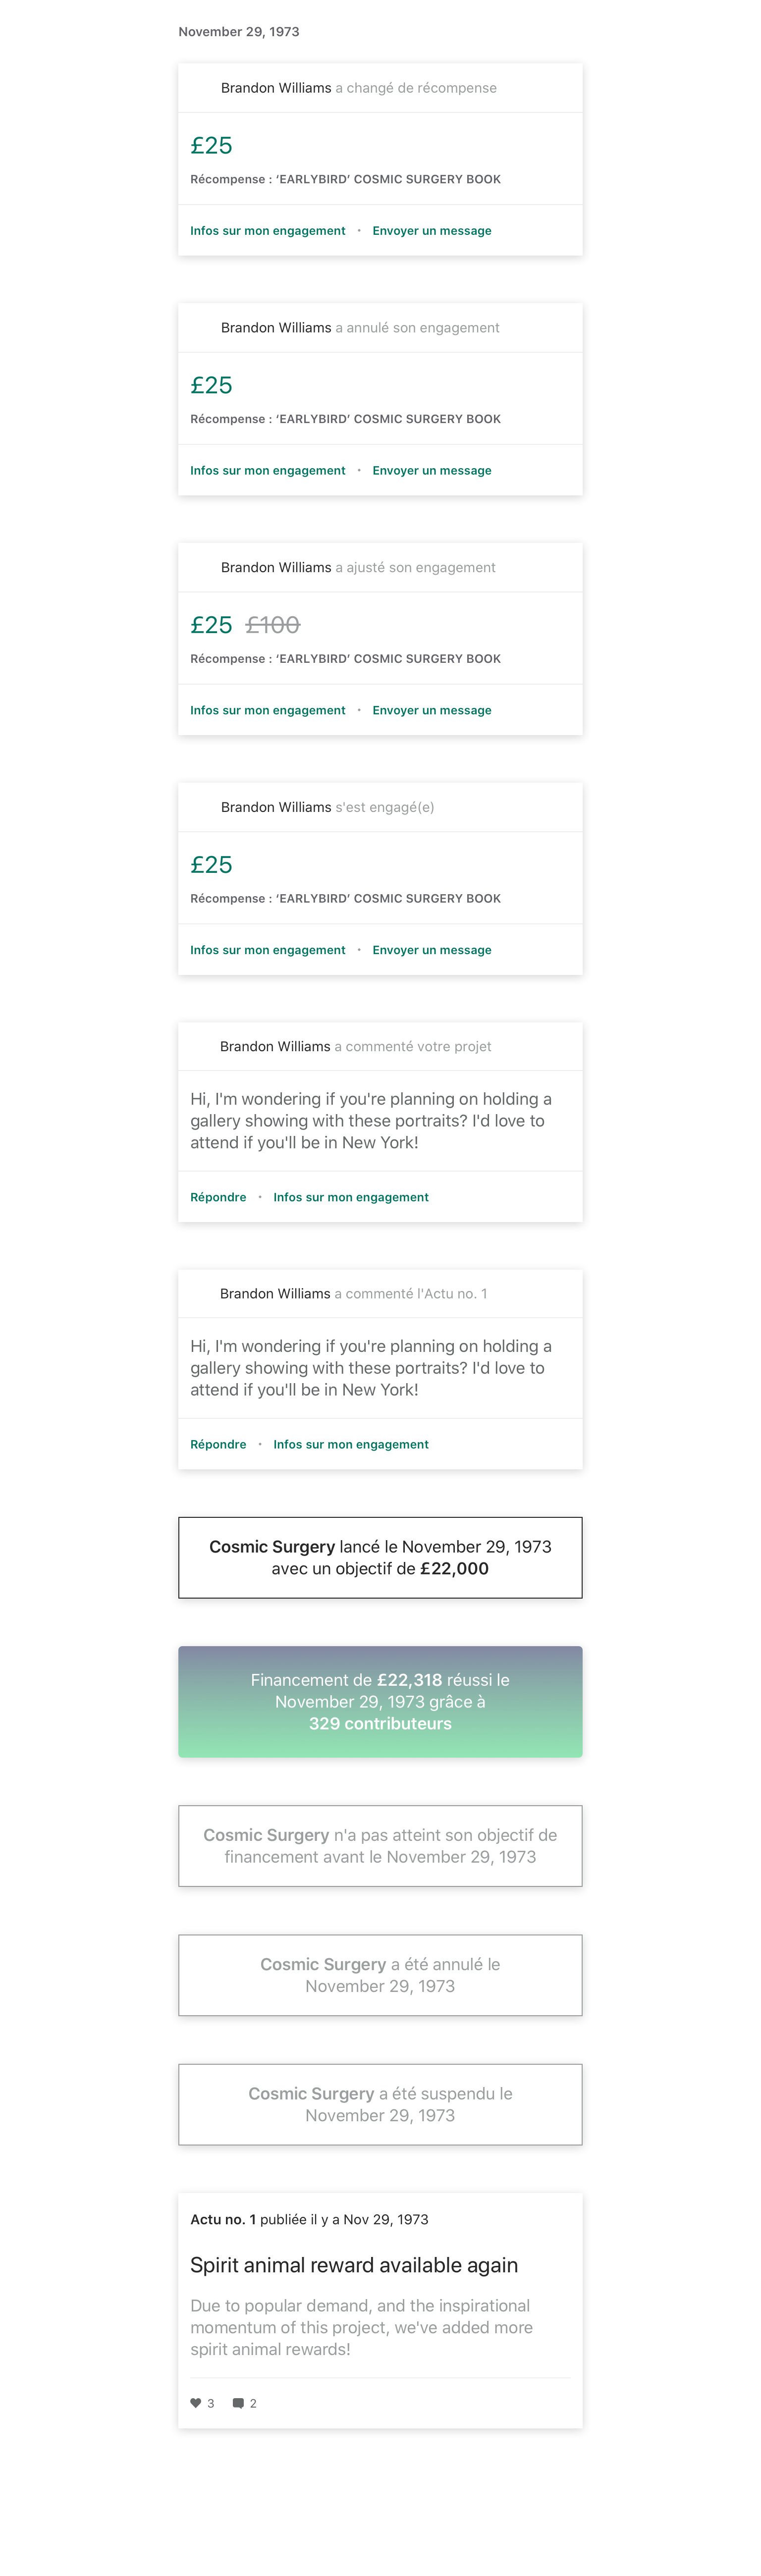 November 29, 1973
Brandon Williams a changé de récompense
£25
Récompense : ‘EARLYBIRD’ COSMIC SURGERY BOOK
Infos sur mon engagement • Envoyer un message
Brandon Williams a annulé son engagement
£25
Récompense : ‘EARLYBIRD’ COSMIC SURGERY BOOK
Infos sur mon engagement • Envoyer un message
Brandon Williams a ajusté son engagement
£25 £100
Récompense : ‘EARLYBIRD’ COSMIC SURGERY BOOK
Infos sur mon engagement • Envoyer un message
Brandon Williams s'est engagé(e)
£25
Récompense : ‘EARLYBIRD’ COSMIC SURGERY BOOK
Infos sur mon engagement • Envoyer un message
Brandon Williams a commenté votre projet
Hi, I'm wondering if you're planning on holding a
gallery showing with these portraits? I'd love to
attend if you'll be in New York!
Répondre • Infos sur mon engagement
Brandon Williams a commenté l'Actu no. 1
Hi, I'm wondering if you're planning on holding a
gallery showing with these portraits? I'd love to
attend if you'll be in New York!
Répondre • Infos sur mon engagement
Cosmic Surgery lancé le November 29, 1973
avec un objectif de £22,000
Financement de £22,318 réussi le
November 29, 1973 grâce à
329 contributeurs
Cosmic Surgery n'a pas atteint son objectif de
financement avant le November 29, 1973
Cosmic Surgery a été annulé le
November 29, 1973
Cosmic Surgery a été suspendu le
November 29, 1973
Actu no. 1 publiée il y a Nov 29, 1973
Spirit animal reward available again
Due to popular demand, and the inspirational
momentum of this project, we've added more
spirit animal rewards!
3 2